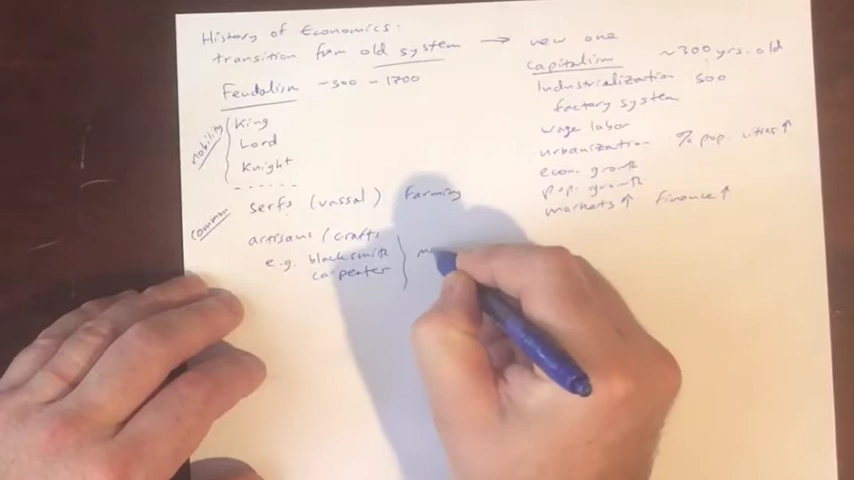 History of Economics:
transition from old system → new one
Feudalism ~500 - 1700
nobility
King
Lord
Knight
common
serfs (vassal) farming
artisans / crafts
e.g. blacksmith
carpenter
Capitalism ~300 yrs. old
Industrialization 500
factory system
wage labor
urbanization % pop. cities ↑
econ. growth
pop. growth
markets ↑ finance ↑